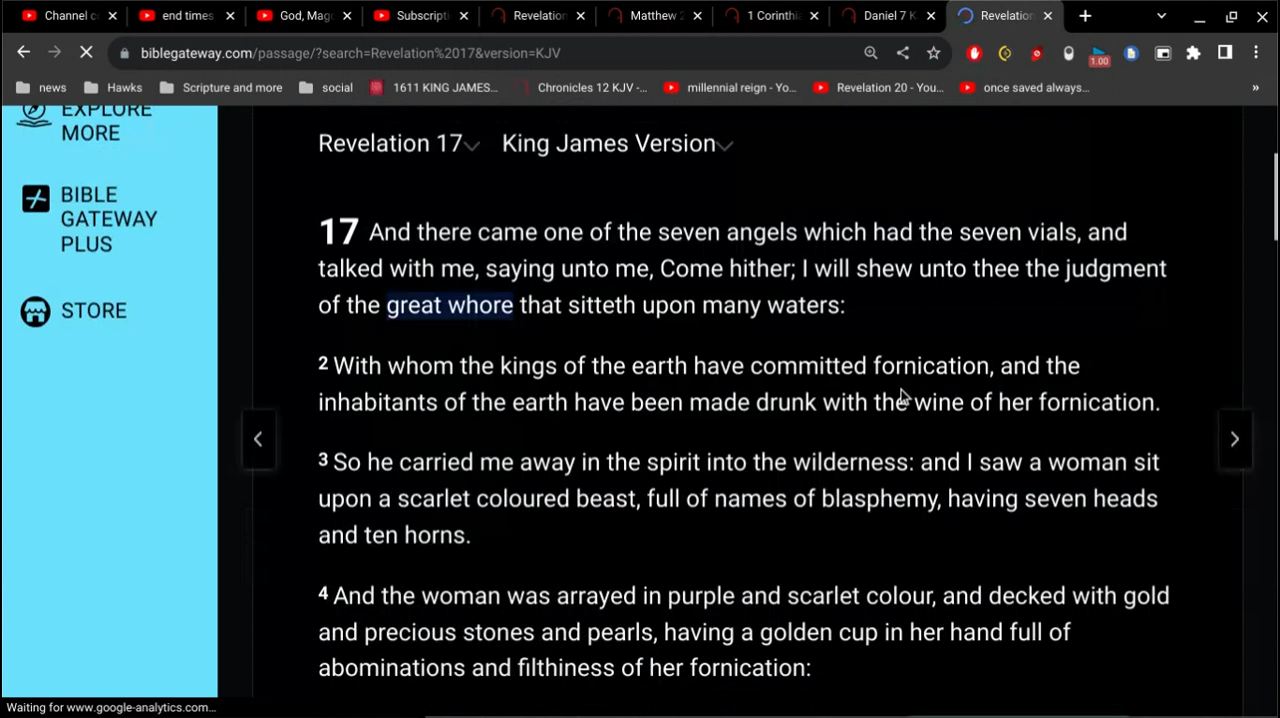 Channel c
end times
God, Mago
Subscripti
Revelation
Matthew 2
1 Corinthi
Daniel 7 K
Revelation
biblegateway.com/passage/?search=Revelation%2017&version=KJV
1.00
news
Hawks
Scripture and more
social
1611 KING JAMES...
Chronicles 12 KJV -...
millennial reign - Yo...
Revelation 20 - You...
once saved always...
»
EXPLORE
MORE
BIBLE
GATEWAY
PLUS
STORE
Revelation 17 King James Version
17 And there came one of the seven angels which had the seven vials, and
talked with me, saying unto me, Come hither; I will shew unto thee the judgment
of the great whore that sitteth upon many waters:
2 With whom the kings of the earth have committed fornication, and the
inhabitants of the earth have been made drunk with the wine of her fornication.
3 So he carried me away in the spirit into the wilderness: and I saw a woman sit
upon a scarlet coloured beast, full of names of blasphemy, having seven heads
and ten horns.
4 And the woman was arrayed in purple and scarlet colour, and decked with gold
and precious stones and pearls, having a golden cup in her hand full of
abominations and filthiness of her fornication:
Waiting for www.google-analytics.com...